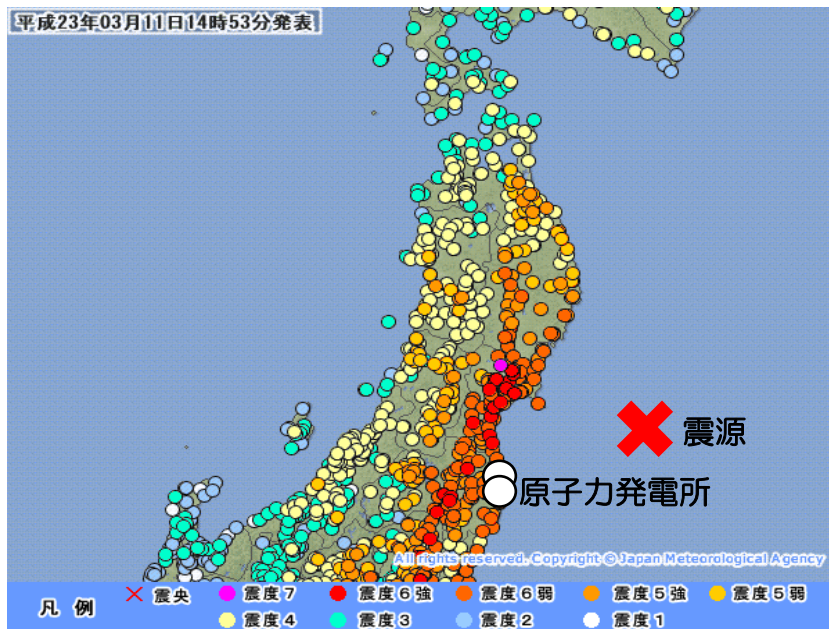 平成23年03月11日14時53分発表
震源
原子力発電所
All rights reserved. Copyright © Japan Meteorological Agency
凡 例
震央 震度7 震度6強 震度6弱 震度5強 震度5弱
震度4 震度3 震度2 震度1